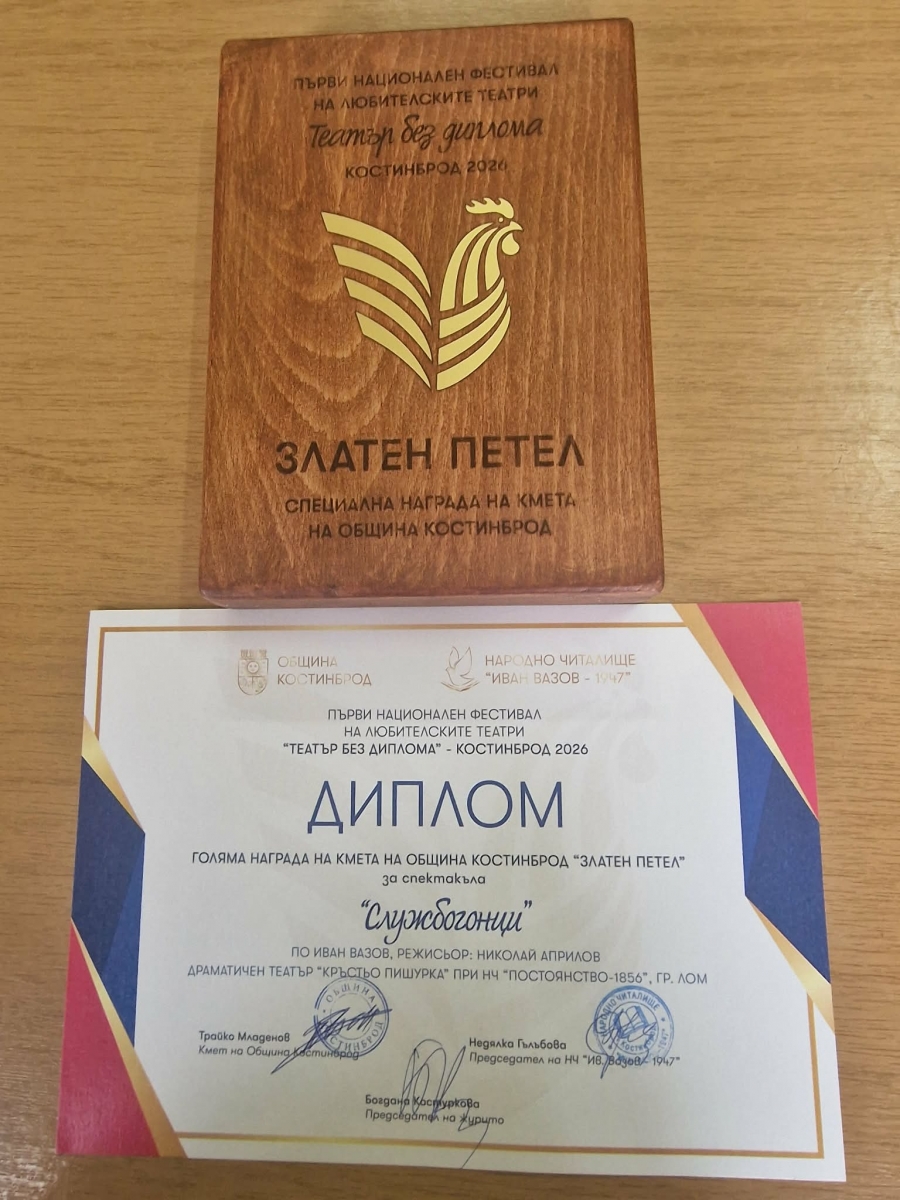 ПЪРВИ НАЦИОНАЛЕН ФЕСТИВАЛ
НА ЛЮБИТЕЛСКИТЕ ТЕАТРИ
Театър без диплома
КОСТИНБРОД 2026
ЗЛАТЕН ПЕТЕЛ
СПЕЦИАЛНА НАГРАДА НА КМЕТА
НА ОБЩИНА КОСТИНБРОД
ОБЩИНА
КОСТИНБРОД
НАРОДНО ЧИТАЛИЩЕ
"ИВАН ВАЗОВ - 1947"
ПЪРВИ НАЦИОНАЛЕН ФЕСТИВАЛ
НА ЛЮБИТЕЛСКИТЕ ТЕАТРИ
"ТЕАТЪР БЕЗ ДИПЛОМА" - КОСТИНБРОД 2026
ДИПЛОМ
ГОЛЯМА НАГРАДА НА КМЕТА НА ОБЩИНА КОСТИНБРОД "ЗЛАТЕН ПЕТЕЛ"
за спектакъла
"Службогонци"
ПО ИВАН ВАЗОВ, РЕЖИСЬОР: НИКОЛАЙ АПРИЛОВ
ДРАМАТИЧЕН ТЕАТЪР "КРЪСТЬО ПИШУРКА" ПРИ НЧ "ПОСТОЯНСТВО-1856", ГР. ЛОМ
ОБЩИНА
КОСТИНБРОД
НАРОДНО ЧИТАЛИЩЕ
Трайко Младенов
Кмет на Община Костинброд
Недялка Гълъбова
Председател на НЧ "Ив. Вазов - 1947"
Богдана Костуркова
Председател на журито